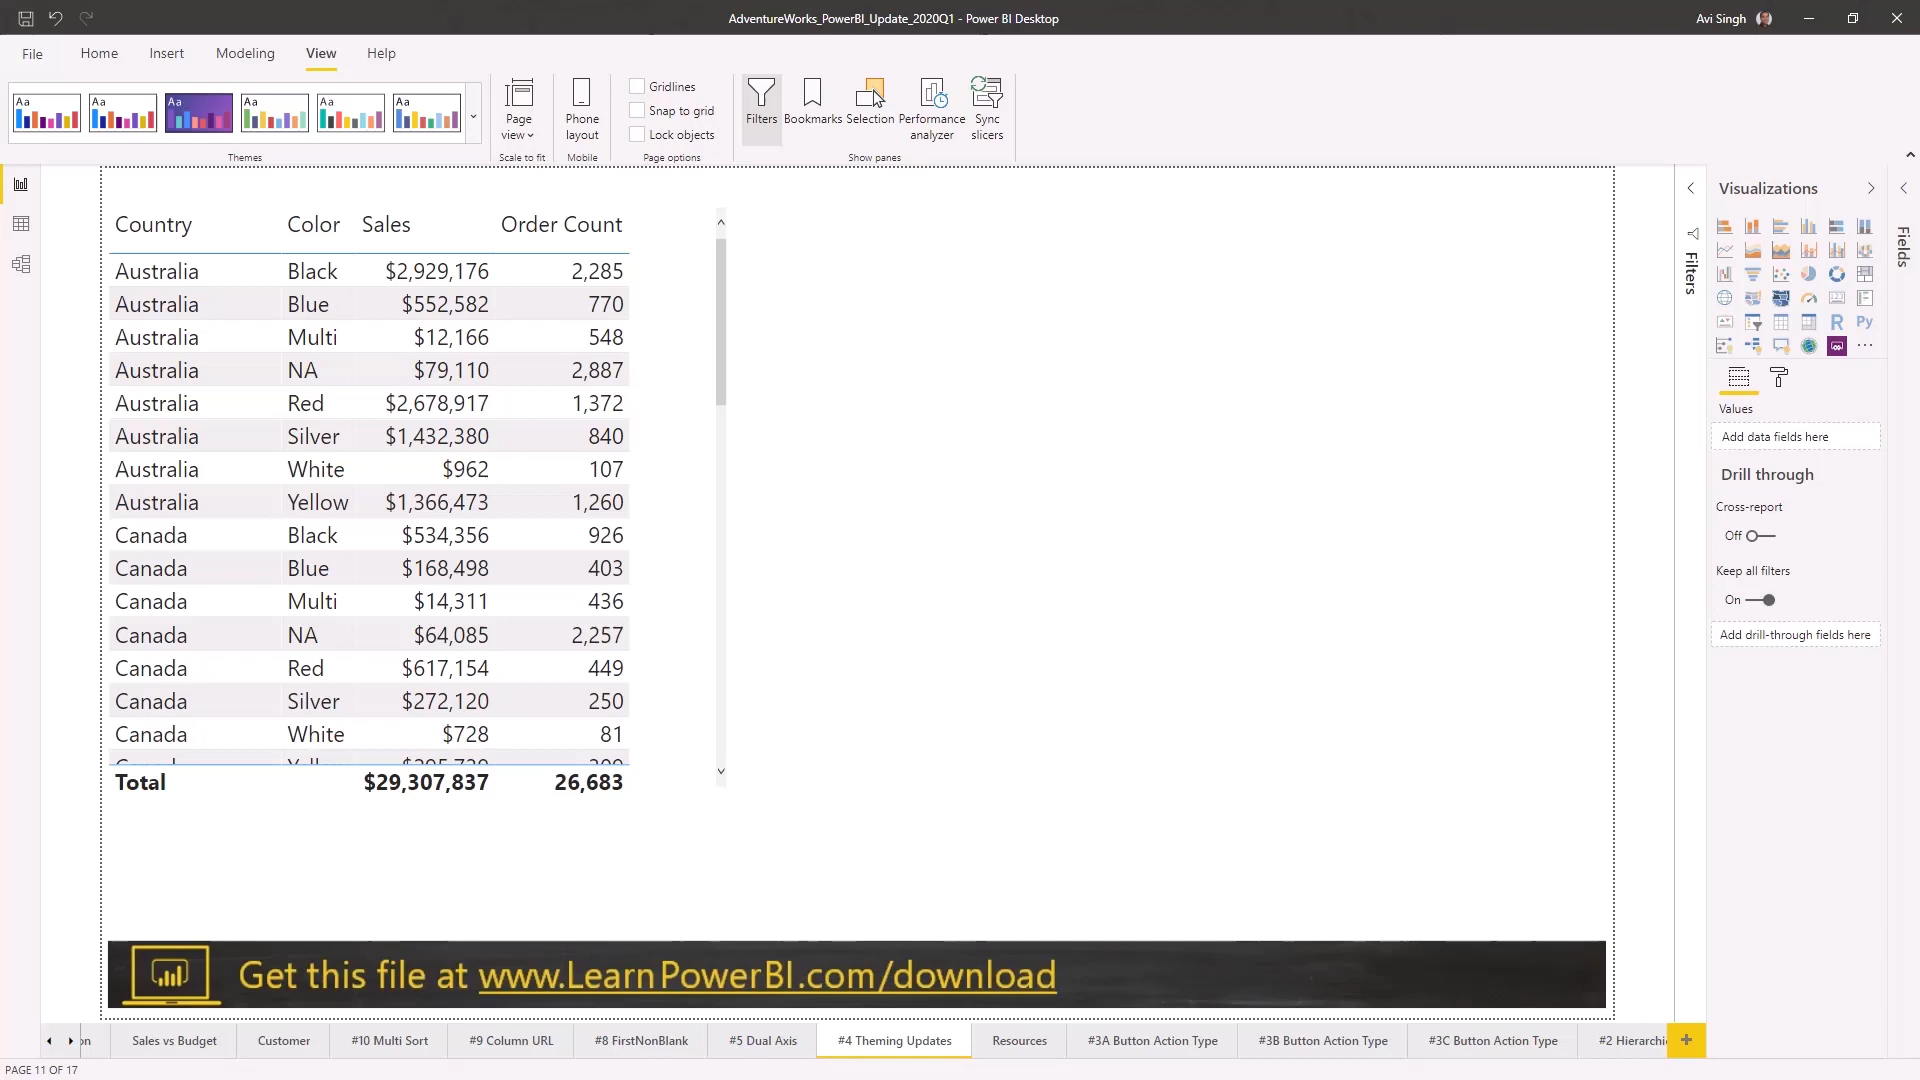 AdventureWorks_PowerBI_Update_2020Q1 - Power BI Desktop
Avi Singh
File Home Insert Modeling View Help
Aa Aa Aa Aa Aa Aa
Page view
Phone layout
Gridlines
Snap to grid
Lock objects
Filters Bookmarks Selection Performance analyzer Sync slicers
Themes Scale to fit Mobile Page options Show panes
Country Color Sales Order Count
Australia Black $2,929,176 2,285
Australia Blue $552,582 770
Australia Multi $12,166 548
Australia NA $79,110 2,887
Australia Red $2,678,917 1,372
Australia Silver $1,432,380 840
Australia White $962 107
Australia Yellow $1,366,473 1,260
Canada Black $534,356 926
Canada Blue $168,498 403
Canada Multi $14,311 436
Canada NA $64,085 2,257
Canada Red $617,154 449
Canada Silver $272,120 250
Canada White $728 81
Total $29,307,837 26,683
Get this file at www.LearnPowerBI.com/download
Filters
Visualizations
R Py
Values
Add data fields here
Drill through
Cross-report
Off
Keep all filters
On
Add drill-through fields here
Fields
on Sales vs Budget Customer #10 Multi Sort #9 Column URL #8 FirstNonBlank #5 Dual Axis #4 Theming Updates Resources #3A Button Action Type #3B Button Action Type #3C Button Action Type #2 Hierarchi
PAGE 11 OF 17